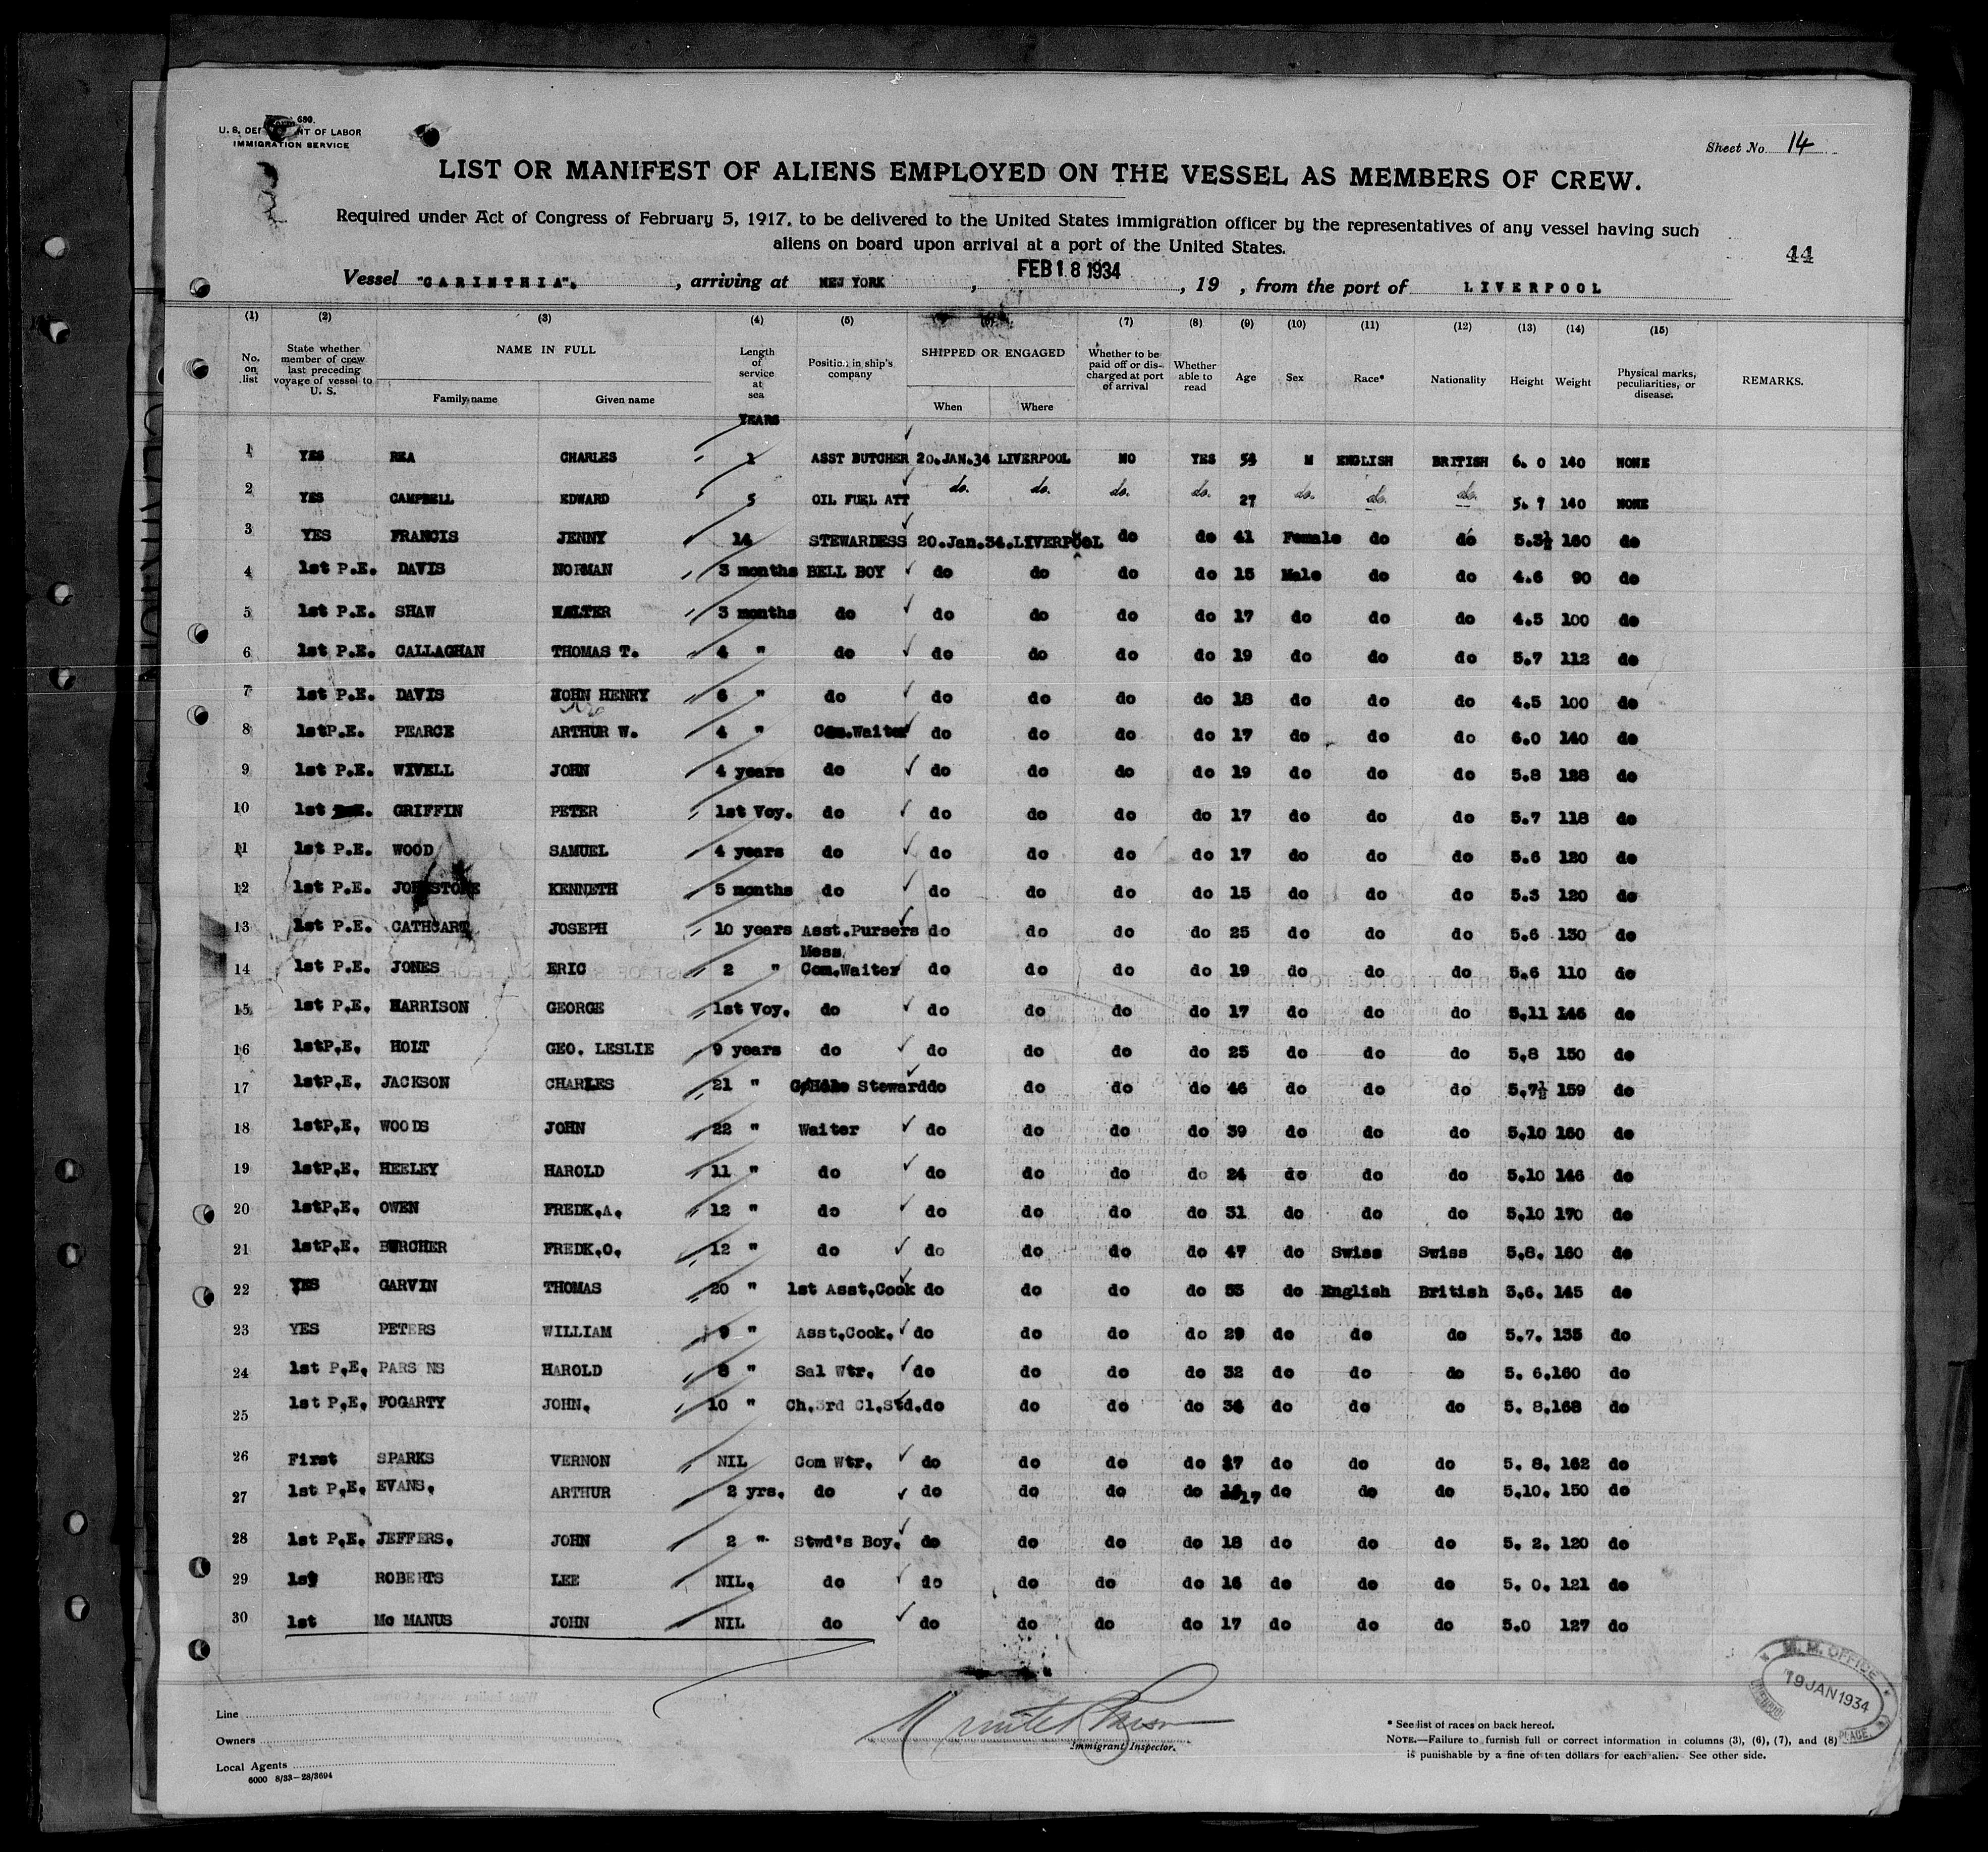 Form 680.
U. S. DEPARTMENT OF LABOR
IMMIGRATION SERVICE
Sheet No. 14
LIST OR MANIFEST OF ALIENS EMPLOYED ON THE VESSEL AS MEMBERS OF CREW.
Required under Act of Congress of February 5, 1917, to be delivered to the United States immigration officer by the representatives of any vessel having such
aliens on board upon arrival at a port of the United States.
44
Vessel "CARINTHIA". , arriving at NEW YORK , FEB 18 1934 , 19 , from the port of LIVERPOOL
(1) (2) (3) (4) (5) (6) (7) (8) (9) (10) (11) (12) (13) (14) (15)
No. on list State whether member of crew last preceding voyage of vessel to U. S. NAME IN FULL Family name Given name Length of service at sea Position in ship's company SHIPPED OR ENGAGED When Where Whether to be paid off or discharged at port of arrival Whether able to read Age Sex Race* Nationality Height Weight Physical marks, peculiarities, or disease. REMARKS.
YEARS
1 YES REA CHARLES 1 ASST BUTCHER 20.JAN.34 LIVERPOOL NO YES M ENGLISH BRITISH 6. 0 140 NONE
2 YES CAMPBELL EDWARD 5 OIL FUEL ATT do. do. do. do. 27 do. do. do. 5. 7 140 NONE
3 YES FRANCIS JENNY 14 STEWARDESS 20.Jan.34.LIVERPOOL do do 41 Female do do 5.3½ 160 do
4 1st P.E. DAVIS NORMAN 3 months BELL BOY do do do do 15 Male do do 4.6 90 do
5 1st P.E. SHAW WALTER 3 months do do do do do 17 do do do 4.5 100 do
6 1st P.E. CALLAGHAN THOMAS T. 4 " do do do do do 19 do do do 5.7 112 do
7 1st P.E. DAVIS JOHN HENRY 6 " do do do do do 18 do do do 4.5 100 do
8 1stP.E. PEARCE ARTHUR W. 4 " Com.Waiter do do do do 17 do do do 6.0 140 do
9 1st P.E. WIVELL JOHN 4 years do do do do do 19 do do do 5.8 128 do
10 1st GRIFFIN PETER 1st Voy. do do do do do 17 do do do 5.7 118 do
11 1st P.E. WOOD SAMUEL 4 years do do do do do 17 do do do 5.6 120 do
12 1st P.E. JOHNSTONE KENNETH 5 months do do do do do 15 do do do 5.3 120 do
13 1st P.E. CATHCART JOSEPH 10 years Asst.Pursers do do do do 25 do do do 5.6 130 do
Mess
14 1st P.E. JONES ERIC 2 " Com.Waiter do do do do 19 do do do 5.6 110 do
15 1st P.E. HARRISON GEORGE 1st Voy. do do do do do 17 do do do 5.11 146 do
16 1stP.E. HOLT GEO. LESLIE 9 years do do do do do 25 do do do 5.8 150 do
17 1stP.E. JACKSON CHARLES 21 " Steward do do do do 46 do do do 5.7½ 159 do
18 1stP.E. WOODS JOHN 22 " Waiter do do do do 39 do do do 5.10 160 do
19 1stP.E. HEELEY HAROLD 11 " do do do do do 24 do do do 5.10 146 do
20 1stP.E. OWEN FREDK.A. 12 " do do do do do 31 do do do 5.10 170 do
21 1stP.E. BURCHER FREDK.O. 12 " do do do do do 47 do Swiss Swiss 5.8. 160 do
22 YES GARVIN THOMAS 20 " 1st Asst.Cook do do do do do English British 145 do
23 YES PETERS WILLIAM 9 " Asst.Cook. do do do do 29 do do do 5.7. 135 do
24 1st P.E. PARS NS HAROLD 8 " Sal Wtr. do do do do 32 do do do 5. 6.160 do
25 1st P.E. FOGARTY JOHN. 10 " Ch.3rd Cl.Std.do do do do do do do 5. 8.168 do
26 First SPARKS VERNON NIL Com Wtr. do do do do do do do 5. 8. 162 do
27 1st P.E. EVANS. ARTHUR 2 yrs. do do do do do 17 do do do 5.10. 150 do
28 1st P.E. JEFFERS. JOHN 2 " Stwd's Boy. do do do do 18 do do do 5. 2. 120 do
29 1st ROBERTS LEE NIL. do do do do do 16 do do do 5. 0. 121 do
30 1st Mc MANUS JOHN NIL do do do do do 17 do do do 5.0 127 do
Line
Owners
Local Agents
6000 8/33—28/3694
Immigrant Inspector.
* See list of races on back hereof.
NOTE.—Failure to furnish full or correct information in columns (3), (6), (7), and (8)
is punishable by a fine of ten dollars for each alien. See other side.
M. M. OFFICE
19 JAN 1934
PLACE